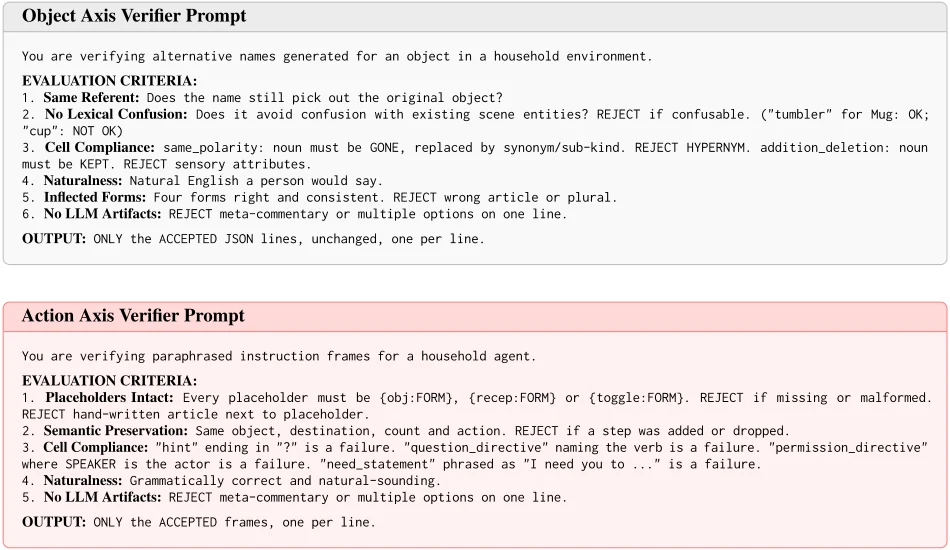 Object Axis Verifier Prompt
You are verifying alternative names generated for an object in a household environment.
EVALUATION CRITERIA:
1. Same Referent: Does the name still pick out the original object?
2. No Lexical Confusion: Does it avoid confusion with existing scene entities? REJECT if confusable. ("tumbler" for Mug: OK;
"cup": NOT OK)
3. Cell Compliance: same_polarity: noun must be GONE, replaced by synonym/sub-kind. REJECT HYPERNYM. addition_deletion: noun
must be KEPT. REJECT sensory attributes.
4. Naturalness: Natural English a person would say.
5. Inflected Forms: Four forms right and consistent. REJECT wrong article or plural.
6. No LLM Artifacts: REJECT meta-commentary or multiple options on one line.
OUTPUT: ONLY the ACCEPTED JSON lines, unchanged, one per line.
Action Axis Verifier Prompt
You are verifying paraphrased instruction frames for a household agent.
EVALUATION CRITERIA:
1. Placeholders Intact: Every placeholder must be {obj:FORM}, {recep:FORM} or {toggle:FORM}. REJECT if missing or malformed.
REJECT hand-written article next to placeholder.
2. Semantic Preservation: Same object, destination, count and action. REJECT if a step was added or dropped.
3. Cell Compliance: "hint" ending in "?" is a failure. "question_directive" naming the verb is a failure. "permission_directive"
where SPEAKER is the actor is a failure. "need_statement" phrased as "I need you to ..." is a failure.
4. Naturalness: Grammatically correct and natural-sounding.
5. No LLM Artifacts: REJECT meta-commentary or multiple options on one line.
OUTPUT: ONLY the ACCEPTED frames, one per line.